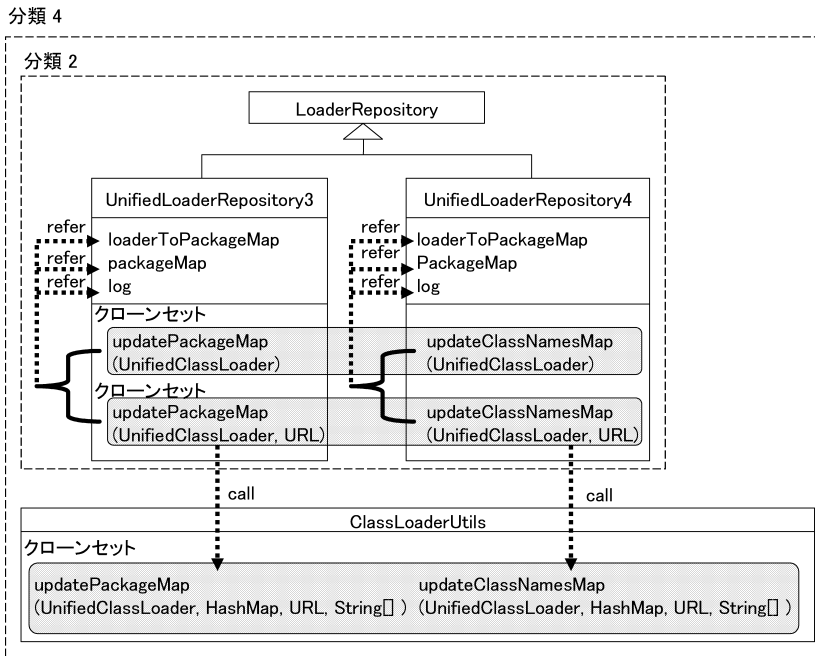 分類 4
分類 2
LoaderRepository
UnifiedLoaderRepository3
UnifiedLoaderRepository4
refer
loaderToPackageMap
refer
packageMap
refer
log
refer
loaderToPackageMap
refer
PackageMap
refer
log
クローンセット
updatePackageMap
(UnifiedClassLoader)
updateClassNamesMap
(UnifiedClassLoader)
クローンセット
updatePackageMap
(UnifiedClassLoader, URL)
updateClassNamesMap
(UnifiedClassLoader, URL)
call
call
ClassLoaderUtils
クローンセット
updatePackageMap
(UnifiedClassLoader, HashMap, URL, String[] )
updateClassNamesMap
(UnifiedClassLoader, HashMap, URL, String[] )